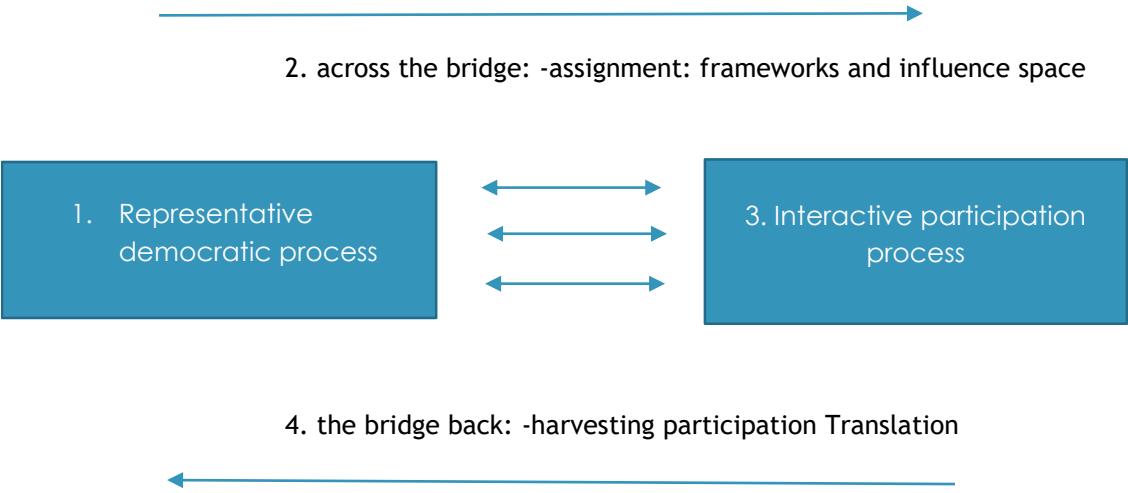 2. across the bridge: -assignment: frameworks and influence space
1. Representative
democratic process
3. Interactive participation
process
4. the bridge back: -harvesting participation Translation